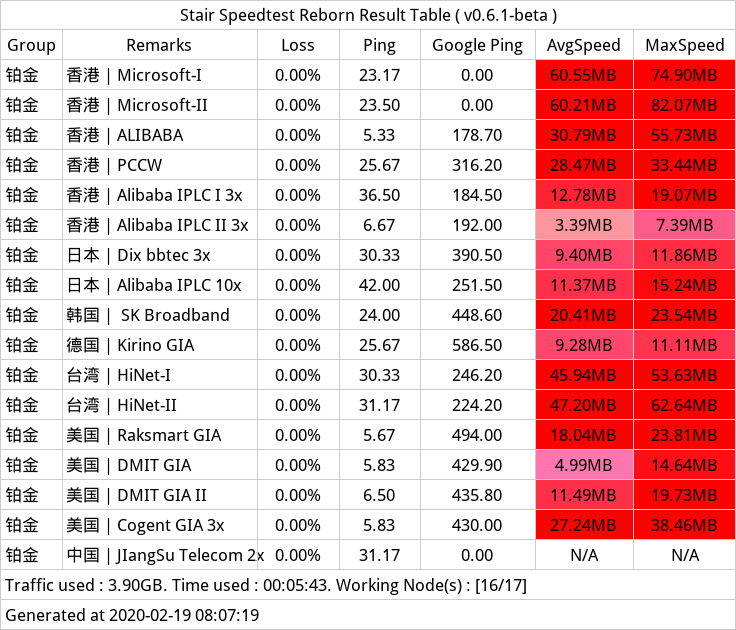 Stair Speedtest Reborn Result Table ( v0.6.1-beta )
Group Remarks Loss Ping Google Ping AvgSpeed MaxSpeed
铂金 香港 | Microsoft-I 0.00% 23.17 0.00 60.55MB 74.90MB
铂金 香港 | Microsoft-II 0.00% 23.50 0.00 60.21MB 82.07MB
铂金 香港 | ALIBABA 0.00% 5.33 178.70 30.79MB 55.73MB
铂金 香港 | PCCW 0.00% 25.67 316.20 28.47MB 33.44MB
铂金 香港 | Alibaba IPLC I 3x 0.00% 36.50 184.50 12.78MB 19.07MB
铂金 香港 | Alibaba IPLC II 3x 0.00% 6.67 192.00 3.39MB 7.39MB
铂金 日本 | Dix bbtec 3x 0.00% 30.33 390.50 9.40MB 11.86MB
铂金 日本 | Alibaba IPLC 10x 0.00% 42.00 251.50 11.37MB 15.24MB
铂金 韩国 | SK Broadband 0.00% 24.00 448.60 20.41MB 23.54MB
铂金 德国 | Kirino GIA 0.00% 25.67 586.50 9.28MB 11.11MB
铂金 台湾 | HiNet-I 0.00% 30.33 246.20 45.94MB 53.63MB
铂金 台湾 | HiNet-II 0.00% 31.17 224.20 47.20MB 62.64MB
铂金 美国 | Raksmart GIA 0.00% 5.67 494.00 18.04MB 23.81MB
铂金 美国 | DMIT GIA 0.00% 5.83 429.90 4.99MB 14.64MB
铂金 美国 | DMIT GIA II 0.00% 6.50 435.80 11.49MB 19.73MB
铂金 美国 | Cogent GIA 3x 0.00% 5.83 430.00 27.24MB 38.46MB
铂金 中国 | JIangSu Telecom 2x 0.00% 31.17 0.00 N/A N/A
Traffic used : 3.90GB. Time used : 00:05:43. Working Node(s) : [16/17]
Generated at 2020-02-19 08:07:19